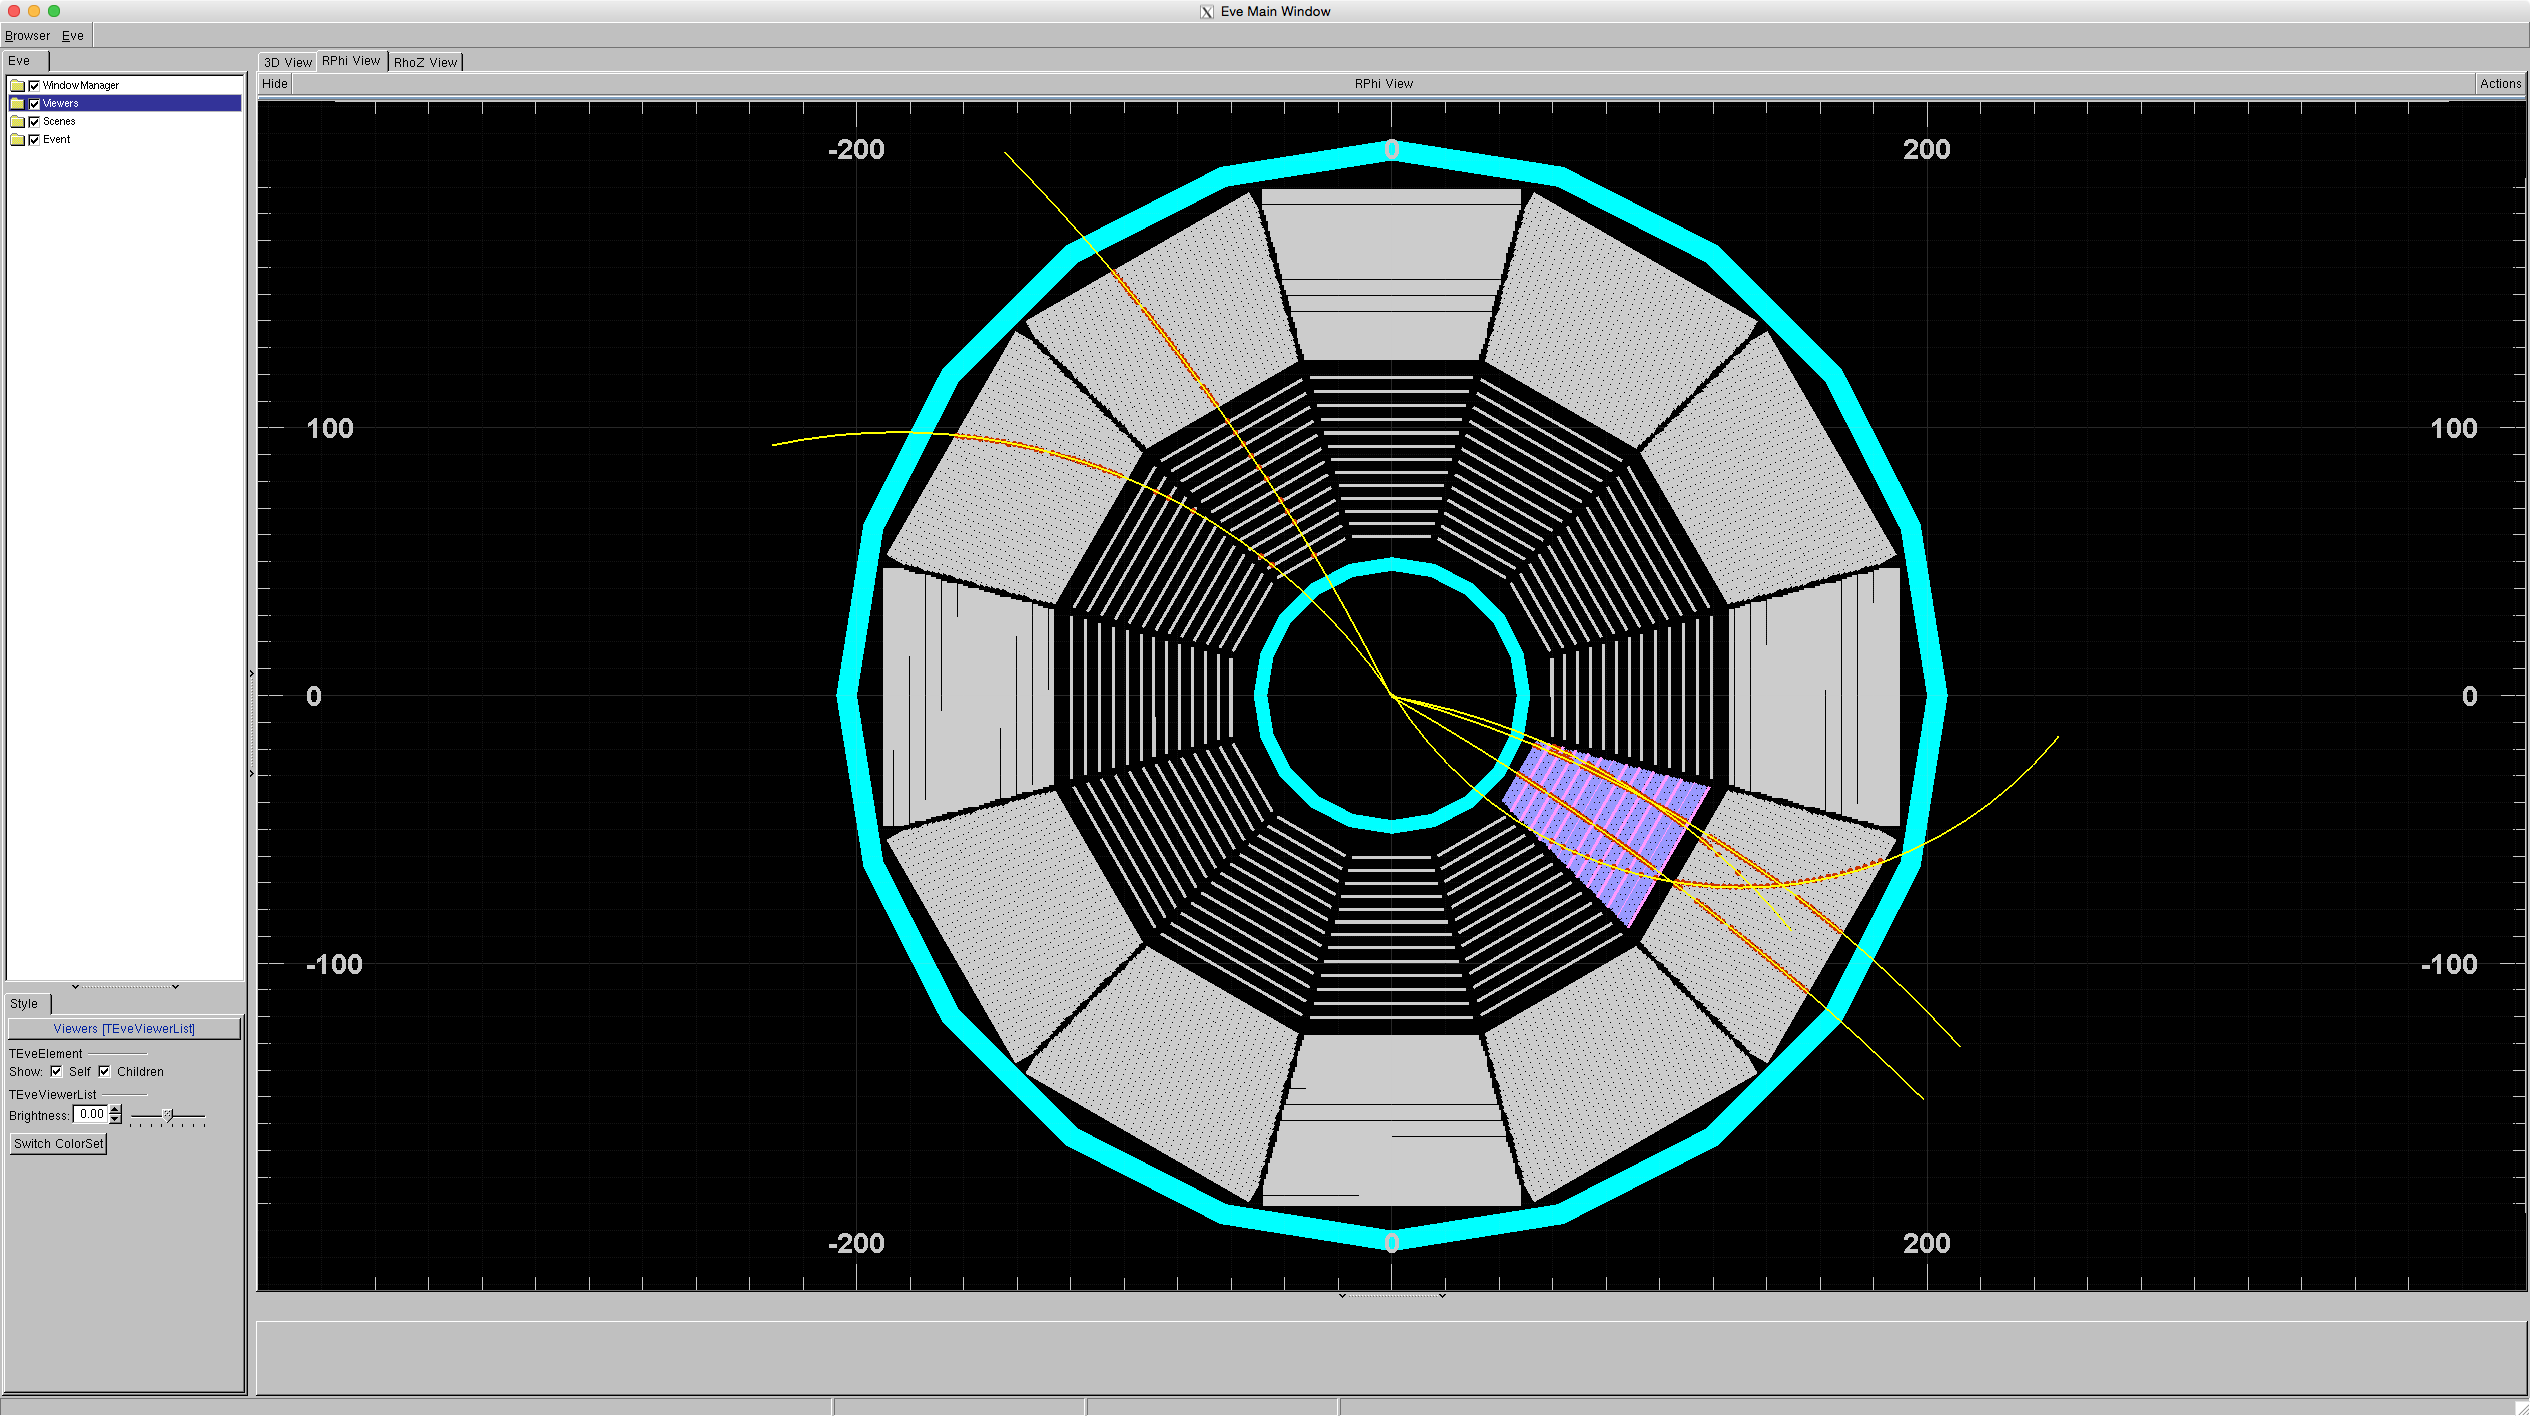 Eve Main Window
Browser Eve
Eve
3D View RPhi View RhoZ View
Hide RPhi View Actions
WindowManager
Viewers
Scenes
Event
-200 0 200
100 100
0 0
-100 -100
-200 0 200
Style
Viewers [TEveViewerList]
TEveElement
Show: Self Children
TEveViewerList
Brightness: 0.00
Switch ColorSet